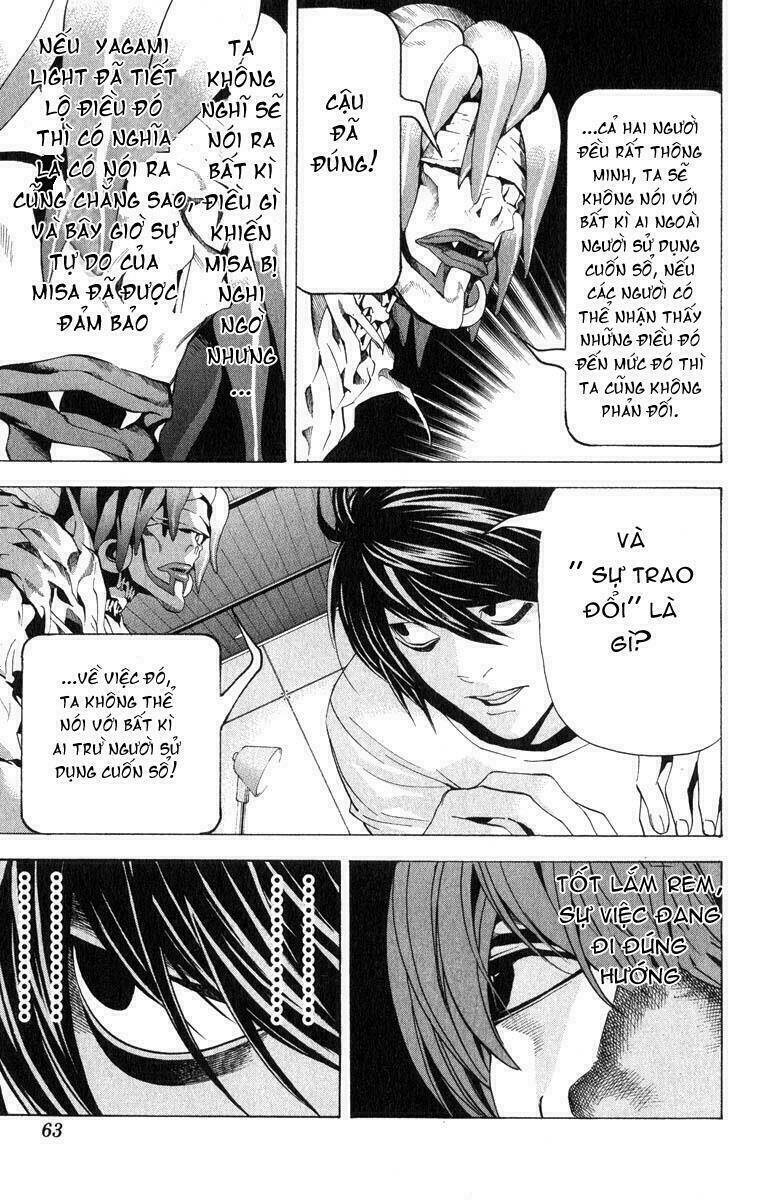 ...CẢ HAI NGƯỜI
ĐỀU RẤT THÔNG
MINH, TA SẼ
KHÔNG NÓI VỚI
BẤT KÌ AI NGOÀI
NGƯỜI SỬ DỤNG
CUỐN SỔ, NẾU
CÁC NGƯỜI CÓ
THỂ NHẬN THẤY
NHỮNG ĐIỀU ĐÓ
ĐẾN MỨC ĐÓ THÌ
TA CŨNG KHÔNG
PHẢN ĐỐI.
CẬU
ĐÃ
ĐÚNG!
TA
KHÔNG
NGHĨ SẼ
NÓI RA
BẤT KÌ
ĐIỀU GÌ
KHIẾN
MISA BỊ
NGHI
NGỜ
NHƯNG
...
NẾU YAGAMI
LIGHT ĐÃ TIẾT
LỘ ĐIỀU ĐÓ
THÌ CÓ NGHĨA
LÀ CÓ NÓI RA
CŨNG CHẲNG SAO,
VÀ BÂY GIỜ SỰ
TỰ DO CỦA
MISA ĐÃ ĐƯỢC
ĐẢM BẢO
VÀ
" SỰ TRAO
ĐỔI" LÀ
GÌ?
...VỀ VIỆC ĐÓ,
TA KHÔNG THỂ
NÓI VỚI BẤT KÌ
AI TRỪ NGƯỜI SỬ
DỤNG CUỐN SỔ!
TỐT LẮM REM,
SỰ VIỆC ĐANG
ĐI ĐÚNG
HƯỚNG
63